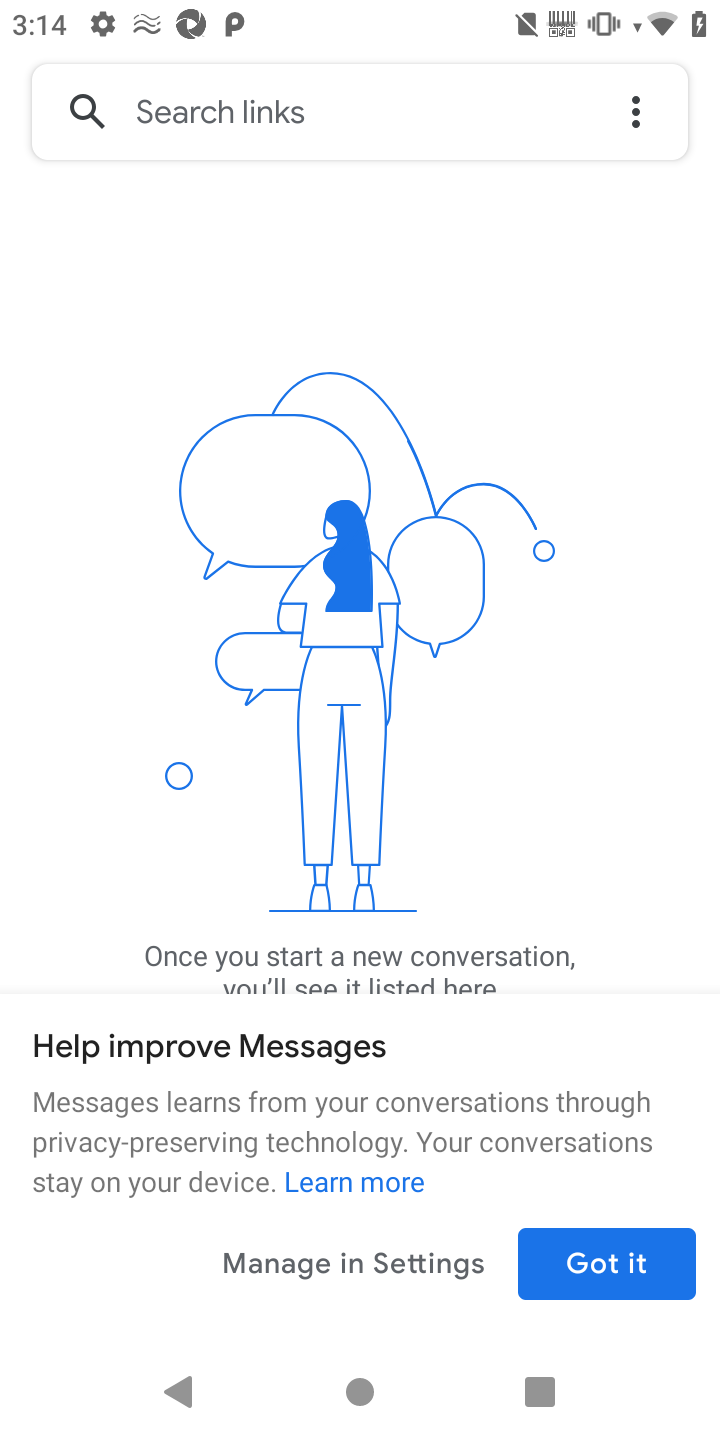 3:14
Search links
Once you start a new conversation,
you'll see it listed here
Help improve Messages
Messages learns from your conversations through
privacy-preserving technology. Your conversations
stay on your device. Learn more
Manage in Settings
Got it